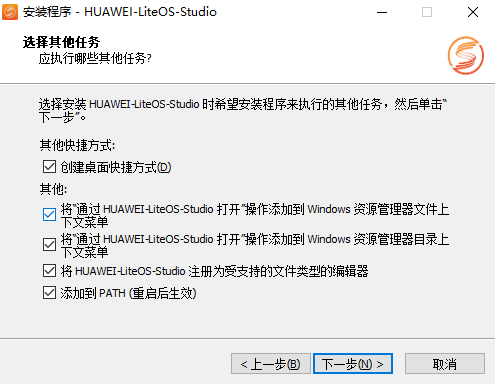 安装程序 - HUAWEI-LiteOS-Studio
选择其他任务
应执行哪些其他任务?
选择安装 HUAWEI-LiteOS-Studio 时希望安装程序来执行的其他任务，然后单击“
下一步”。
其他快捷方式:
创建桌面快捷方式(D)
其他:
将“通过 HUAWEI-LiteOS-Studio 打开”操作添加到 Windows 资源管理器文件上
下文菜单
将“通过 HUAWEI-LiteOS-Studio 打开”操作添加到 Windows 资源管理器目录上
下文菜单
将 HUAWEI-LiteOS-Studio 注册为受支持的文件类型的编辑器
添加到 PATH (重启后生效)
< 上一步(B)
下一步(N) >
取消